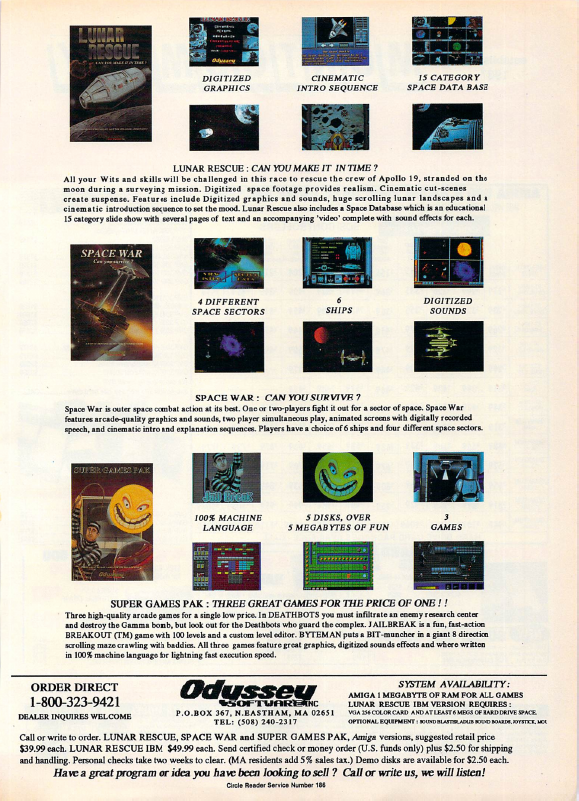 LUNAR
RESCUE
CAN YOU MAKE IT IN TIME ?
Odyssey
DIGITIZED
GRAPHICS
CINEMATIC
INTRO SEQUENCE
15 CATEGORY
SPACE DATA BASE
LUNAR RESCUE : CAN YOU MAKE IT IN TIME ?
All your Wits and skills will be challenged in this race to rescue the crew of Apollo 19, stranded on the
moon during a surveying mission. Digitized space footage provides realism. Cinematic cut-scenes
create suspense. Features include Digitized graphics and sounds, huge scrolling lunar landscapes and a
cinematic introduction sequence to set the mood. Lunar Rescue also includes a Space Database which is an educational
15 category slide show with several pages of text and an accompanying 'video' complete with sound effects for each.
SPACE WAR
Can you survive ?
4 DIFFERENT
SPACE SECTORS
6
SHIPS
DIGITIZED
SOUNDS
SPACE WAR : CAN YOU SURVIVE ?
Space War is outer space combat action at its best. One or two-players fight it out for a sector of space. Space War
features arcade-quality graphics and sounds, two player simultaneous play, animated screens with digitally recorded
speech, and cinematic intro and explanation sequences. Players have a choice of 6 ships and four different space sectors.
SUPER GAMES PAK
Jail Break
100% MACHINE
LANGUAGE
5 DISKS, OVER
5 MEGABYTES OF FUN
3
GAMES
SUPER GAMES PAK : THREE GREAT GAMES FOR THE PRICE OF ONE ! !
Three high-quality arcade games for a single low price. In DEATHBOTS you must infiltrate an enemy research center
and destroy the Gamma bomb, but look out for the Deathbots who guard the complex. JAILBREAK is a fun, fast-action
BREAKOUT (TM) game with 100 levels and a custom level editor. BYTEMAN puts a BIT-muncher in a giant 8 direction
scrolling maze crawling with baddies. All three games feature great graphics, digitized sounds and where written
in 100% machine language for lightning fast execution speed.
ORDER DIRECT
1-800-323-9421
DEALER INQUIRES WELCOME
Odyssey
SOFTWARE INC
P.O.BOX 367, N.EASTHAM, MA 02651
TEL: (508) 240-2317
SYSTEM AVAILABILITY:
AMIGA 1 MEGABYTE OF RAM FOR ALL GAMES
LUNAR RESCUE IBM VERSION REQUIRES :
VGA 256 COLOR CARD AND AT LEAST 6 MEGS OF HARD DRIVE SPACE.
OPTIONAL EQUIPMENT : SOUND BLASTER, ADLIB SOUND BOARDS, JOYSTICK, MOU
Call or write to order. LUNAR RESCUE, SPACE WAR and SUPER GAMES PAK, Amiga versions, suggested retail price
$39.99 each. LUNAR RESCUE IBM $49.99 each. Send certified check or money order (U.S. funds only) plus $2.50 for shipping
and handling. Personal checks take two weeks to clear. (MA residents add 5% sales tax.) Demo disks are available for $2.50 each.
Have a great program or idea you have been looking to sell ? Call or write us, we will listen!
Circle Reader Service Number 186